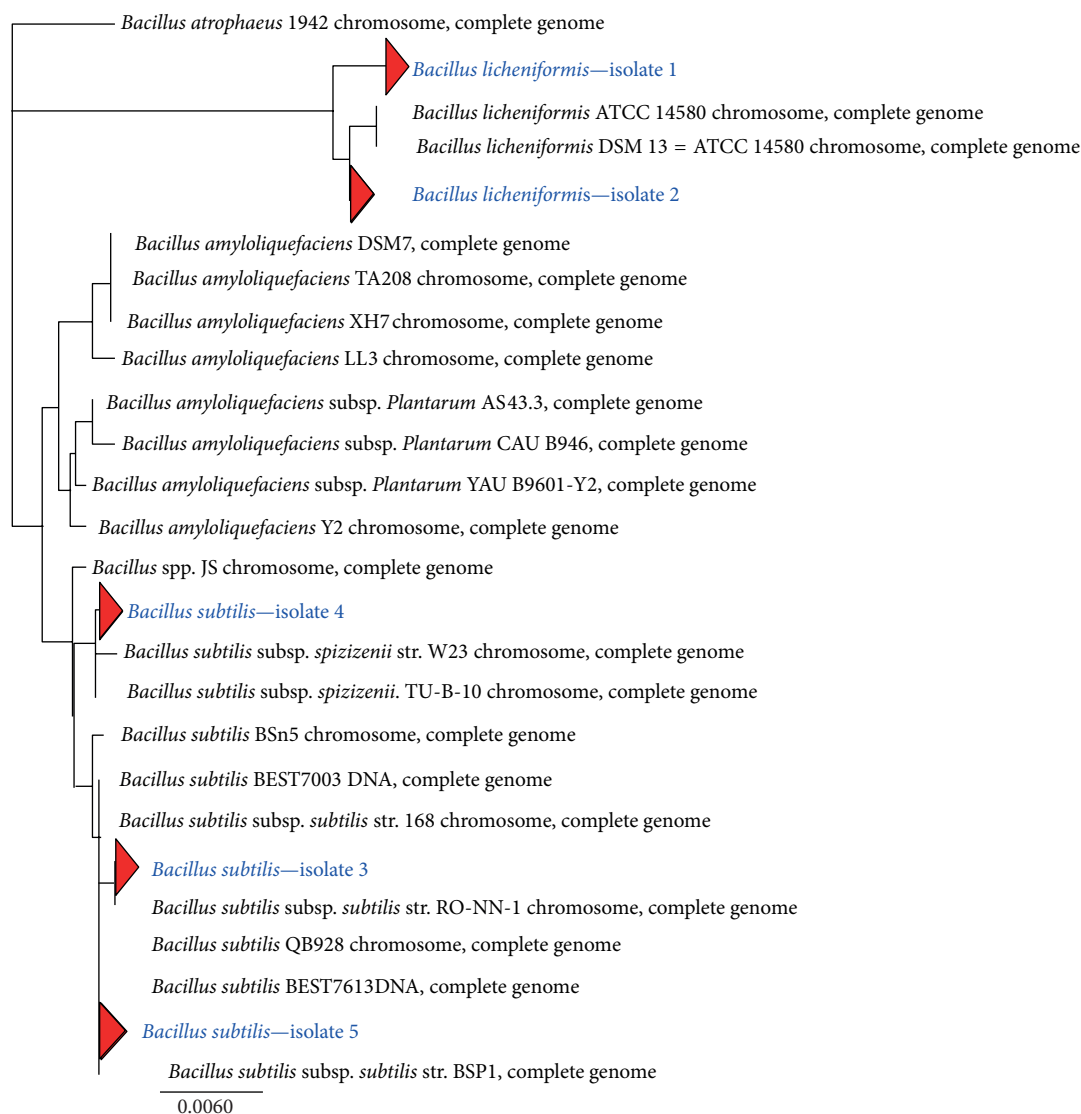 Bacillus atrophaeus 1942 chromosome, complete genome
Bacillus licheniformis—isolate 1
Bacillus licheniformis ATCC 14580 chromosome, complete genome
Bacillus licheniformis DSM 13 = ATCC 14580 chromosome, complete genome
Bacillus licheniformis—isolate 2
Bacillus amyloliquefaciens DSM7, complete genome
Bacillus amyloliquefaciens TA208 chromosome, complete genome
Bacillus amyloliquefaciens XH7 chromosome, complete genome
Bacillus amyloliquefaciens LL3 chromosome, complete genome
Bacillus amyloliquefaciens subsp. Plantarum AS43.3, complete genome
Bacillus amyloliquefaciens subsp. Plantarum CAU B946, complete genome
Bacillus amyloliquefaciens subsp. Plantarum YAU B9601-Y2, complete genome
Bacillus amyloliquefaciens Y2 chromosome, complete genome
Bacillus spp. JS chromosome, complete genome
Bacillus subtilis—isolate 4
Bacillus subtilis subsp. spizizenii str. W23 chromosome, complete genome
Bacillus subtilis subsp. spizizenii. TU-B-10 chromosome, complete genome
Bacillus subtilis BSn5 chromosome, complete genome
Bacillus subtilis BEST7003 DNA, complete genome
Bacillus subtilis subsp. subtilis str. 168 chromosome, complete genome
Bacillus subtilis—isolate 3
Bacillus subtilis subsp. subtilis str. RO-NN-1 chromosome, complete genome
Bacillus subtilis QB928 chromosome, complete genome
Bacillus subtilis BEST7613DNA, complete genome
Bacillus subtilis—isolate 5
Bacillus subtilis subsp. subtilis str. BSP1, complete genome
0.0060